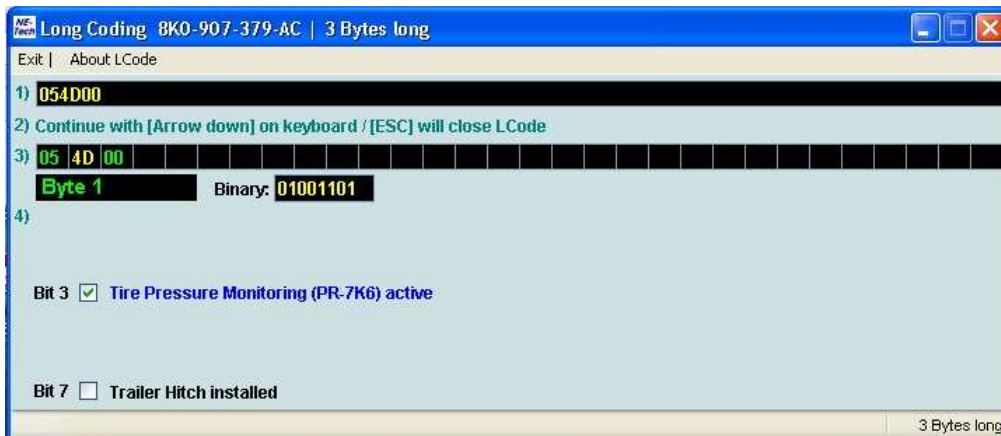 NE-Tech Long Coding 8K0-907-379-AC | 3 Bytes long
Exit | About LCode
1) 054D00
2) Continue with [Arrow down] on keyboard / [ESC] will close LCode
3) 05 4D 00
Byte 1 Binary: 01001101
4)
Bit 3 Tire Pressure Monitoring (PR-7K6) active
Bit 7 Trailer Hitch installed
3 Bytes long